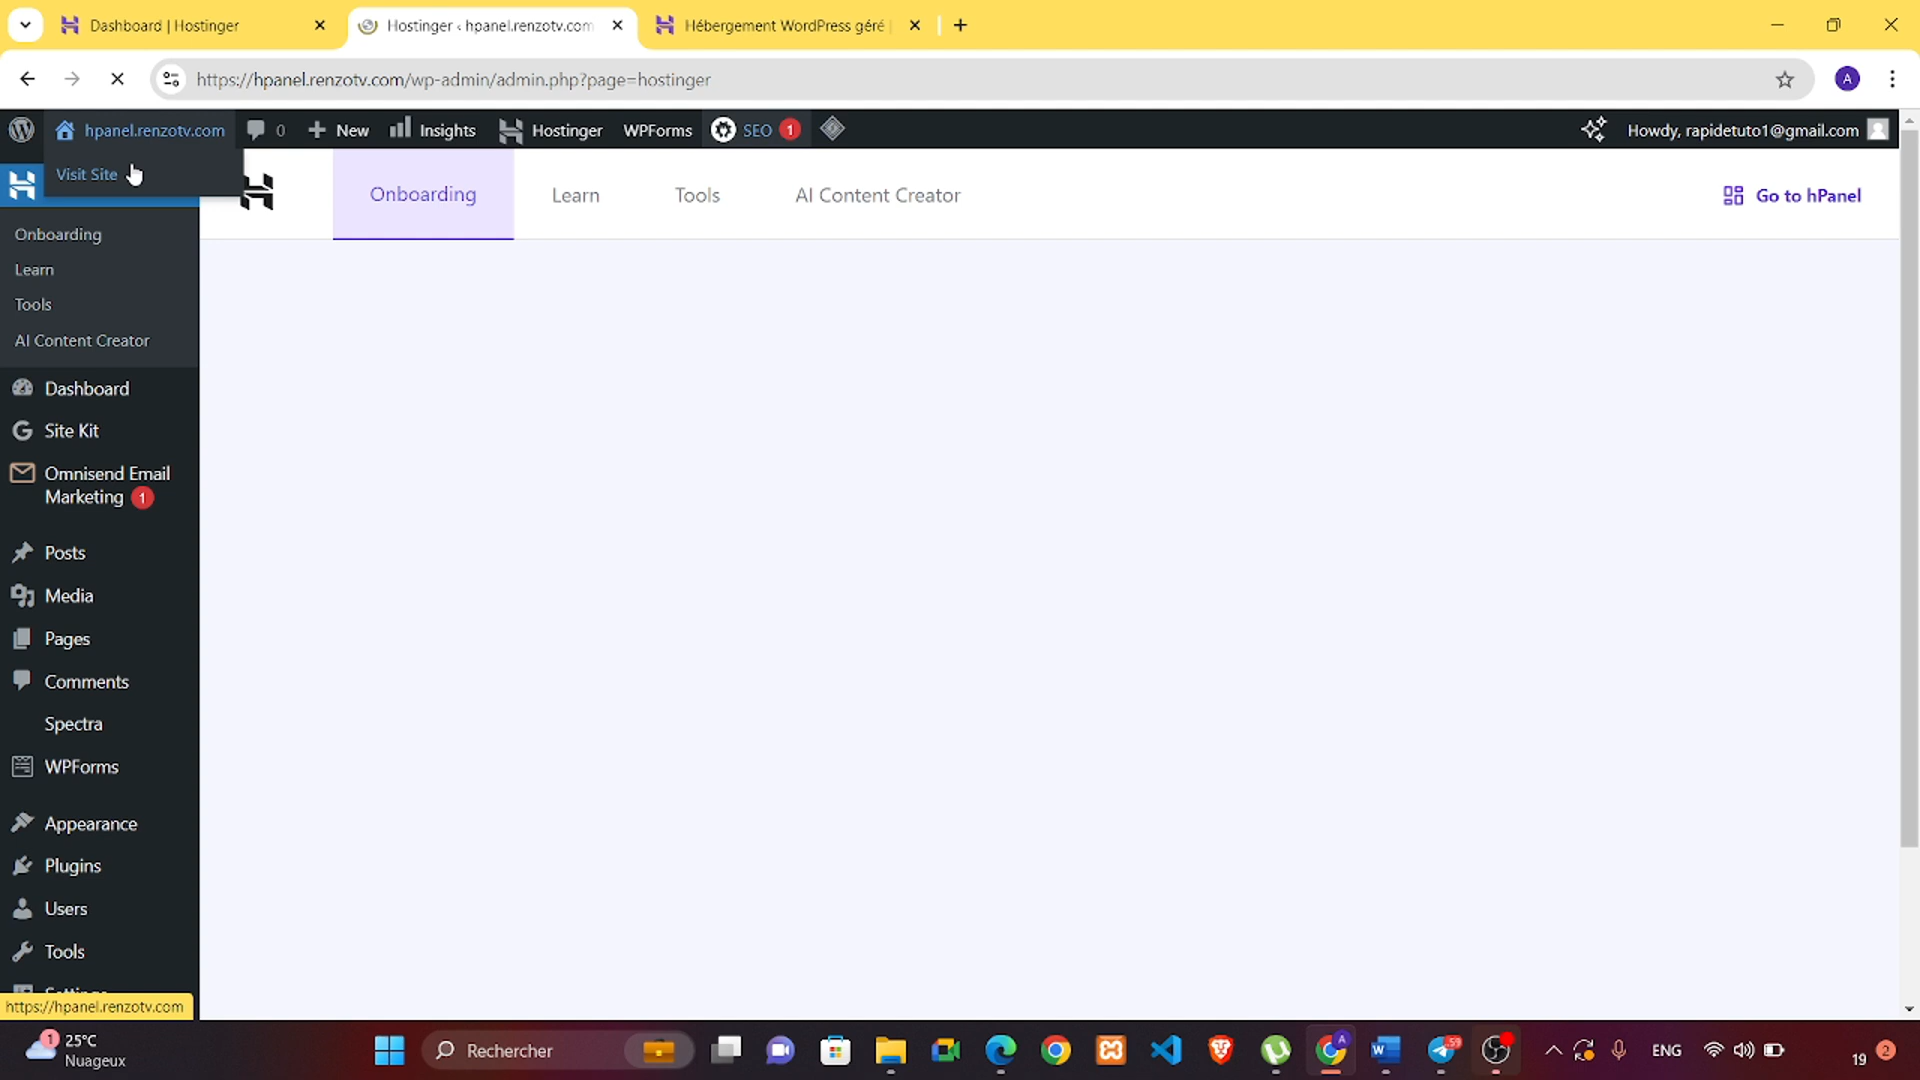 Dashboard | Hostinger
Hostinger ‹ hpanel.renzotv.com
Hébergement WordPress géré |
https://hpanel.renzotv.com/wp-admin/admin.php?page=hostinger
A
hpanel.renzotv.com
0
New
Insights
Hostinger
WPForms
SEO 1
Howdy, rapidetuto1@gmail.com
Visit Site
Onboarding
Learn
Tools
AI Content Creator
Go to hPanel
Onboarding
Learn
Tools
AI Content Creator
Dashboard
Site Kit
Omnisend Email
Marketing 1
Posts
Media
Pages
Comments
Spectra
WPForms
Appearance
Plugins
Users
Tools
Settings
https://hpanel.renzotv.com
1
25°C
Nuageux
Rechercher
A
59
ENG
19
2